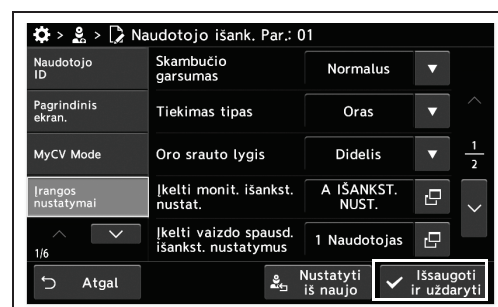 > > Naudotojo išank. Par.: 01
Naudotojo
ID
Skambučio
garsumas
Normalus
Pagrindinis
ekran.
Tiekimas tipas
Oras
MyCV Mode
Oro srauto lygis
Didelis
1
2
Įrangos
nustatymai
Įkelti monit. išankst.
nustat.
A IŠANKST.
NUST.
1/6
Įkelti vaizdo spausd.
išankst. nustatymus
1 Naudotojas
Atgal
Nustatyti
iš naujo
Išsaugoti
ir uždaryti